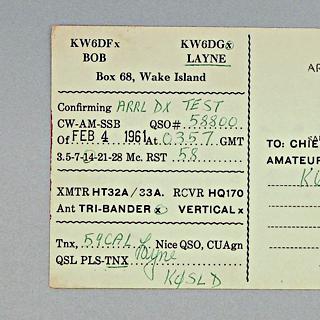 KW6DFx KW6DGx
BOB LAYNE
Box 68, Wake Island
Confirming ARRL DX TEST
CW-AM-SSB QSO# 58800
Of FEB 4 1961 At 0357 GMT
3.5-7-14-21-28 Mc. RST 58
XMTR HT32A / 33A. RCVR HQ170
Ant TRI-BANDER x VERTICAL x
Tnx, Nice QSO, CUAgn
QSL PLS-TNX Layne
K4SLD
AR
TO: CHIE
AMATEUR